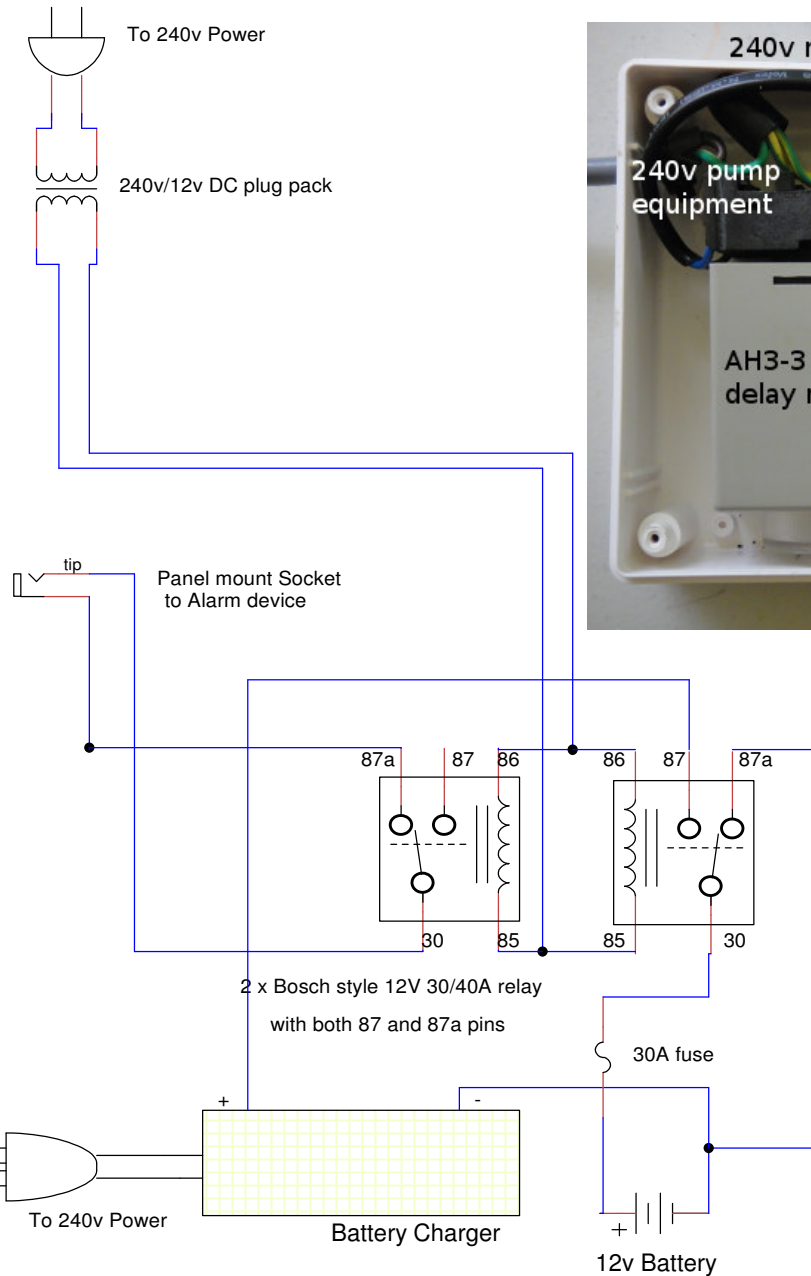 To 240v Power
240v/12v DC plug pack
240v
240v pump
equipment
AH3-3
delay
tip
Panel mount Socket
to Alarm device
87a
87
86
86
87
87a
30
85
85
30
2 x Bosch style 12V 30/40A relay
with both 87 and 87a pins
30A fuse
+
-
To 240v Power
Battery Charger
+
12v Battery